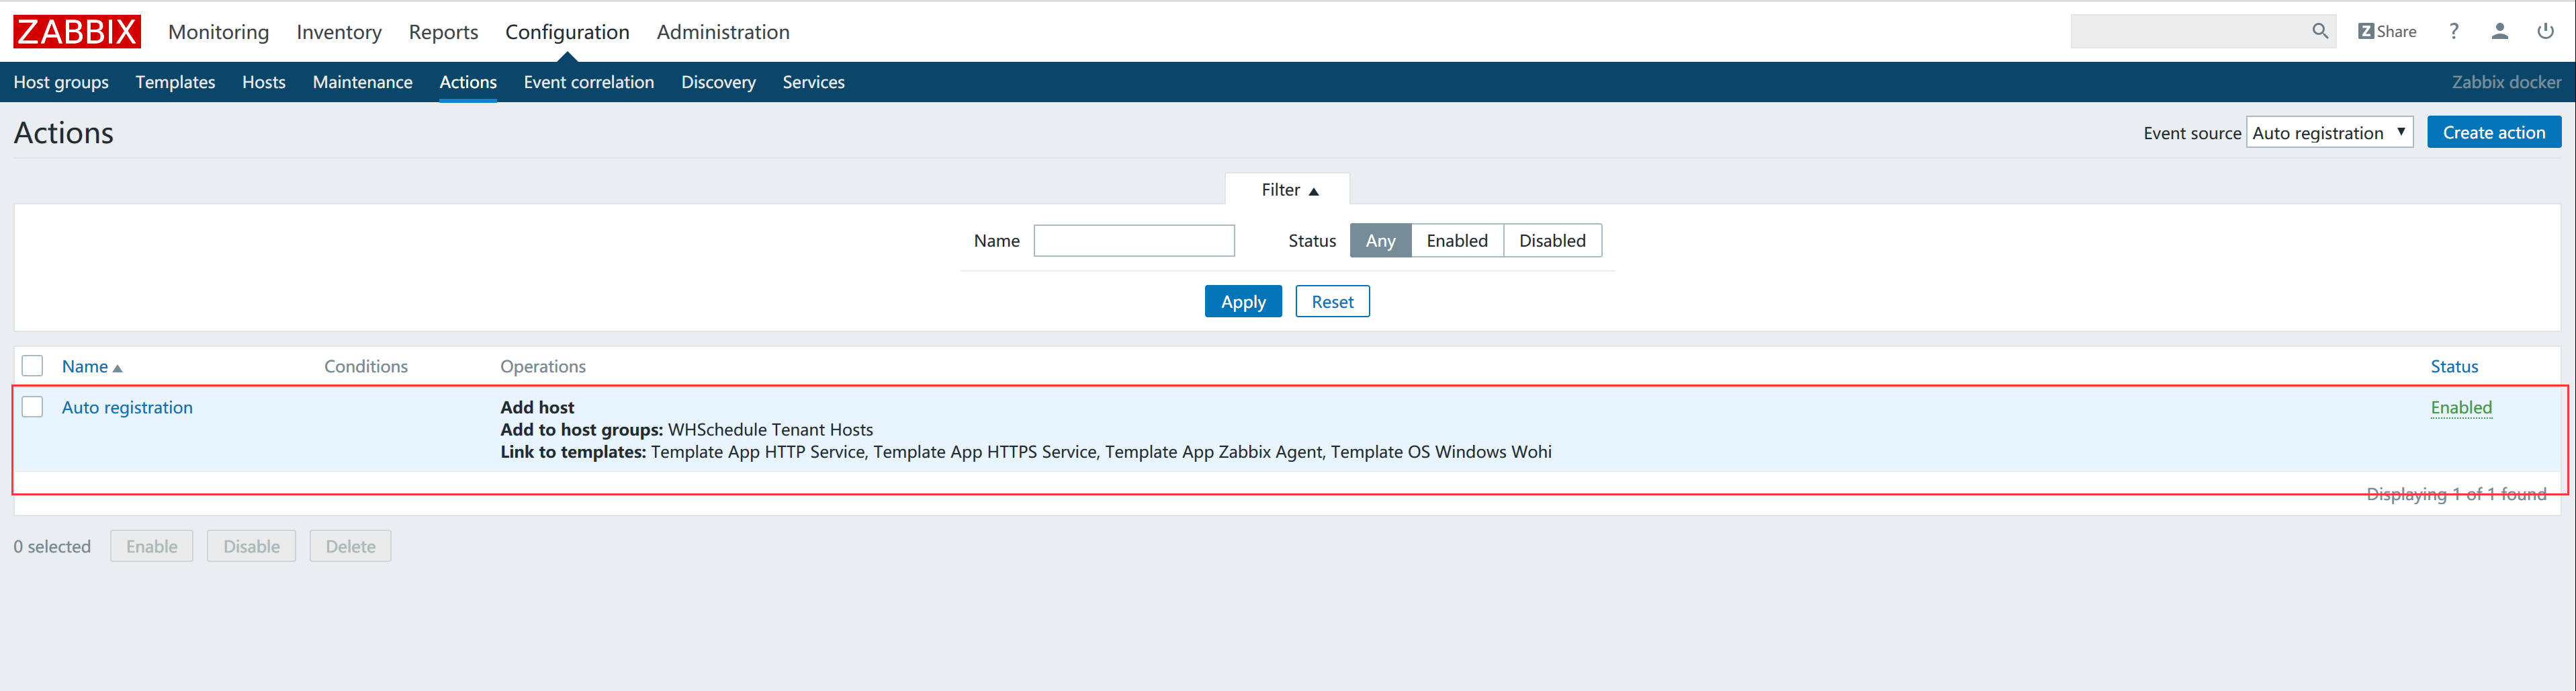 ZABBIX Monitoring Inventory Reports Configuration Administration Z Share ?
Host groups Templates Hosts Maintenance Actions Event correlation Discovery Services Zabbix docker
Actions Event source Auto registration ▼ Create action
Filter ▲
Name Status Any Enabled Disabled
Apply Reset
Name ▲ Conditions Operations Status
Auto registration Add host Enabled
Add to host groups: WHSchedule Tenant Hosts
Link to templates: Template App HTTP Service, Template App HTTPS Service, Template App Zabbix Agent, Template OS Windows Wohi
Displaying 1 of 1 found
0 selected Enable Disable Delete